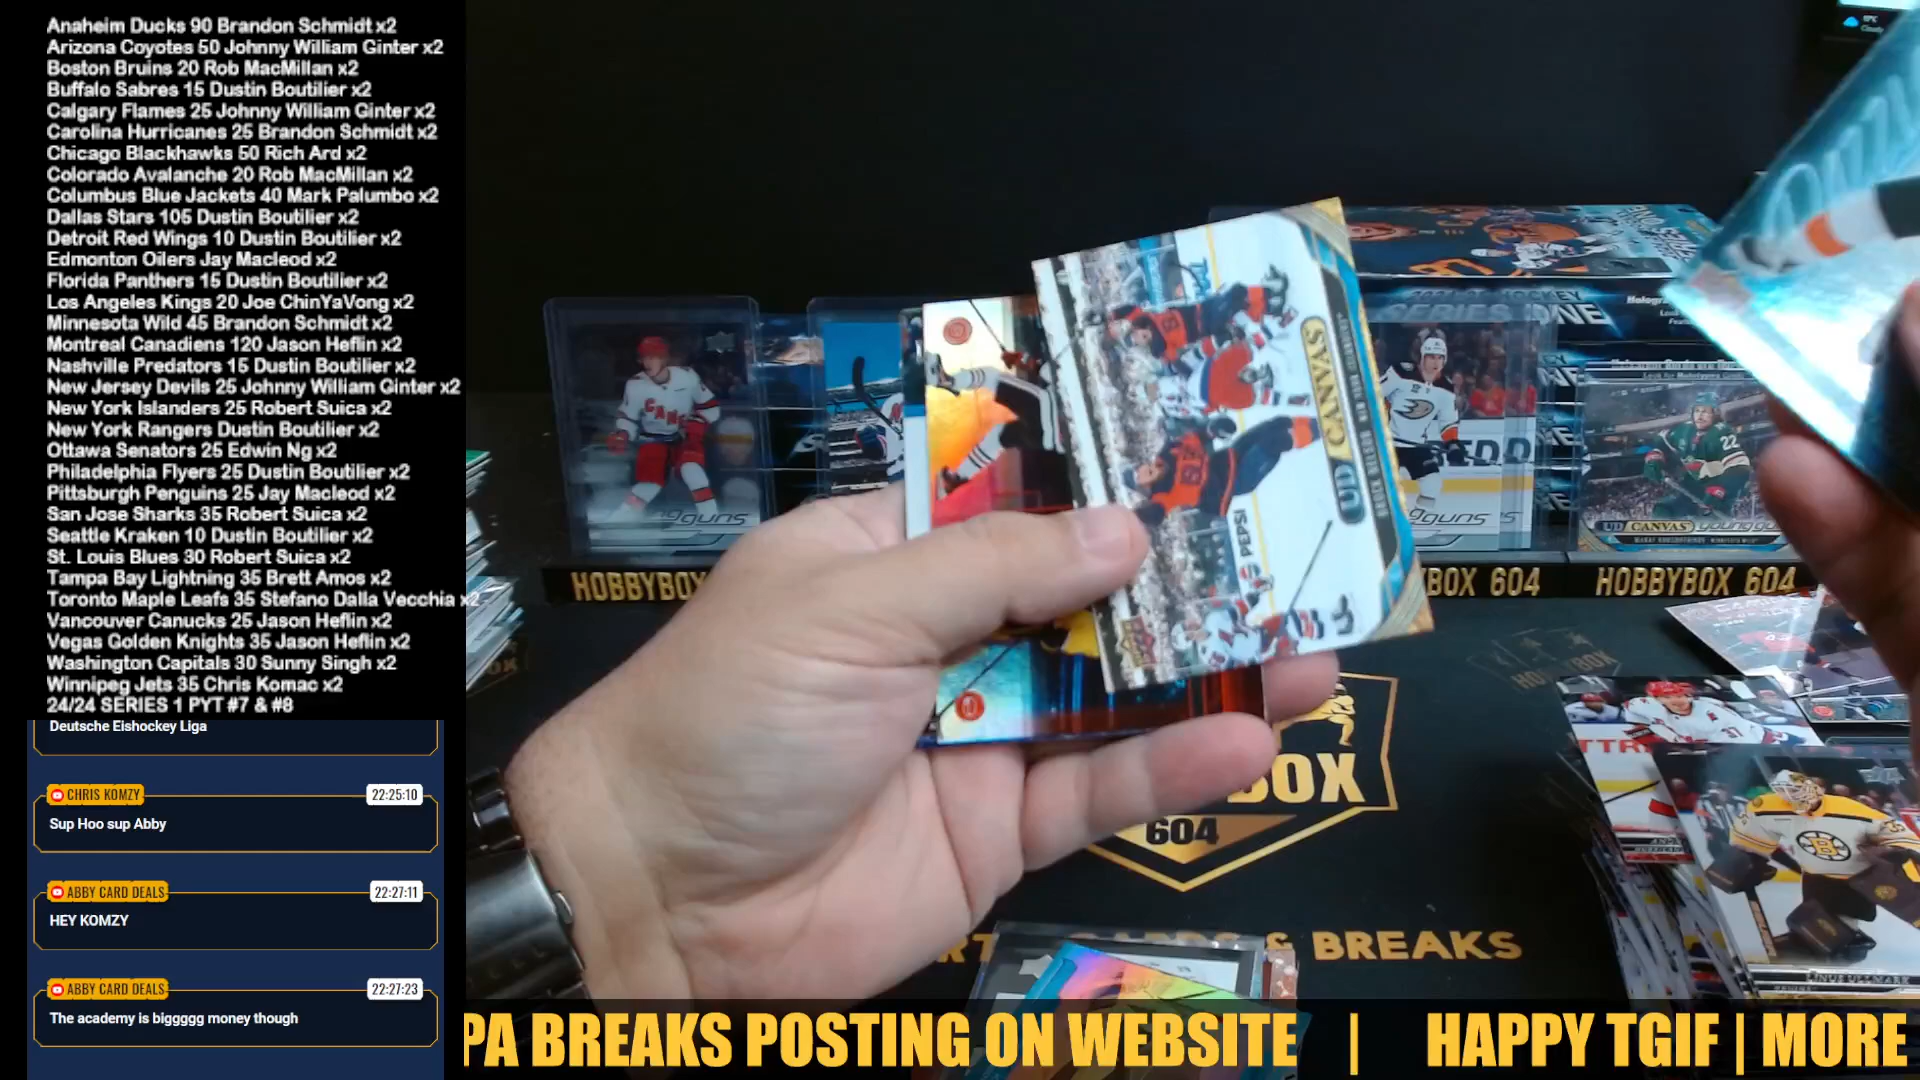 Anaheim Ducks 90 Brandon Schmidt x2
Arizona Coyotes 50 Johnny William Ginter x2
Boston Bruins 20 Rob MacMillan x2
Buffalo Sabres 15 Dustin Boutilier x2
Calgary Flames 25 Johnny William Ginter x2
Carolina Hurricanes 25 Brandon Schmidt x2
Chicago Blackhawks 50 Rich Ard x2
Colorado Avalanche 20 Rob MacMillan x2
Columbus Blue Jackets 40 Mark Palumbo x2
Dallas Stars 105 Dustin Boutilier x2
Detroit Red Wings 10 Dustin Boutilier x2
Edmonton Oilers Jay Macleod x2
Florida Panthers 15 Dustin Boutilier x2
Los Angeles Kings 20 Joe ChinYaVong x2
Minnesota Wild 45 Brandon Schmidt x2
Montreal Canadiens 120 Jason Heflin x2
Nashville Predators 15 Dustin Boutilier x2
New Jersey Devils 25 Johnny William Ginter x2
New York Islanders 25 Robert Suica x2
New York Rangers Dustin Boutilier x2
Ottawa Senators 25 Edwin Ng x2
Philadelphia Flyers 25 Dustin Boutilier x2
Pittsburgh Penguins 25 Jay Macleod x2
San Jose Sharks 35 Robert Suica x2
Seattle Kraken 10 Dustin Boutilier x2
St. Louis Blues 30 Robert Suica x2
Tampa Bay Lightning 35 Brett Amos x2
Toronto Maple Leafs 35 Stefano Dalla Vecchia x2
Vancouver Canucks 25 Jason Heflin x2
Vegas Golden Knights 35 Jason Heflin x2
Washington Capitals 30 Sunny Singh x2
Winnipeg Jets 35 Chris Komac x2
24/24 SERIES 1 PYT #7 & #8
Deutsche Eishockey Liga
CHRIS KOMZY 22:25:10
Sup Hoo sup Abby
ABBY CARD DEALS 22:27:11
HEY KOMZY
ABBY CARD DEALS 22:27:23
The academy is biggggg money though
UD CANVAS
PEPSI
SERIES ONE
young guns
UD CANVAS young guns
22
HOBBYBOX
BOX 604
HOBBYBOX 604
BOX
604
CARDS & BREAKS
PA BREAKS POSTING ON WEBSITE | HAPPY TGIF | MORE